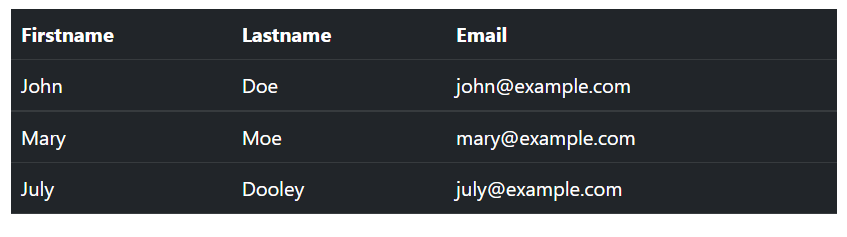 Firstname Lastname Email
John Doe john@example.com
Mary Moe mary@example.com
July Dooley july@example.com